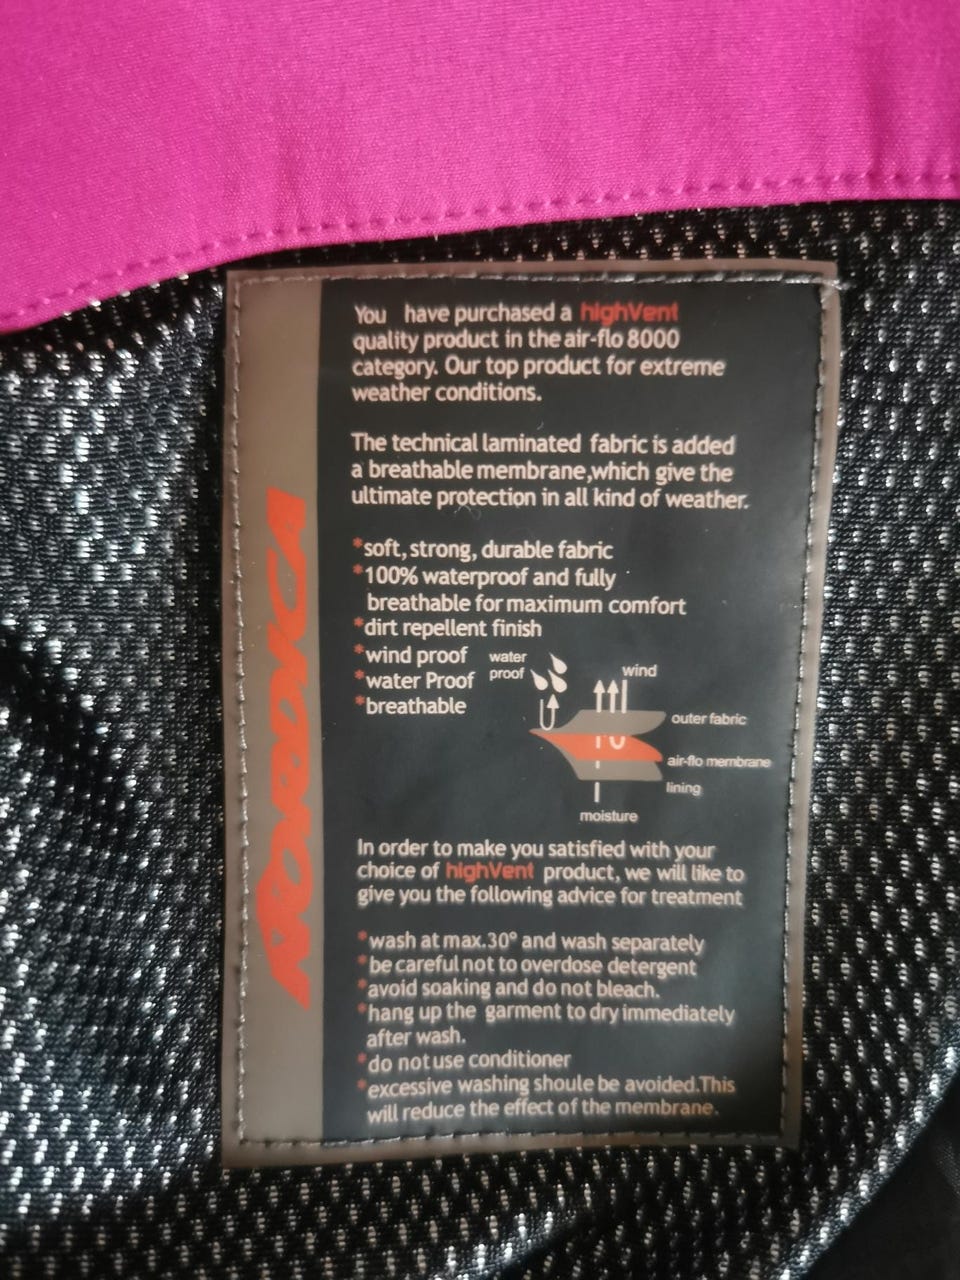 You have purchased a highVent
quality product in the air-flo 8000
category. Our top product for extreme
weather conditions.
The technical laminated fabric is added
a breathable membrane,which give the
ultimate protection in all kind of weather.
*soft, strong, durable fabric
*100% waterproof and fully
breathable for maximum comfort
*dirt repellent finish
*wind proof
*water Proof
*breathable
water
proof
wind
outer fabric
air-flo membrane
lining
moisture
In order to make you satisfied with your
choice of highVent product, we will like to
give you the following advice for treatment
*wash at max.30° and wash separately
*be careful not to overdose detergent
*avoid soaking and do not bleach.
*hang up the garment to dry immediately
after wash.
*do not use conditioner
*excessive washing shoule be avoided.This
will reduce the effect of the membrane.